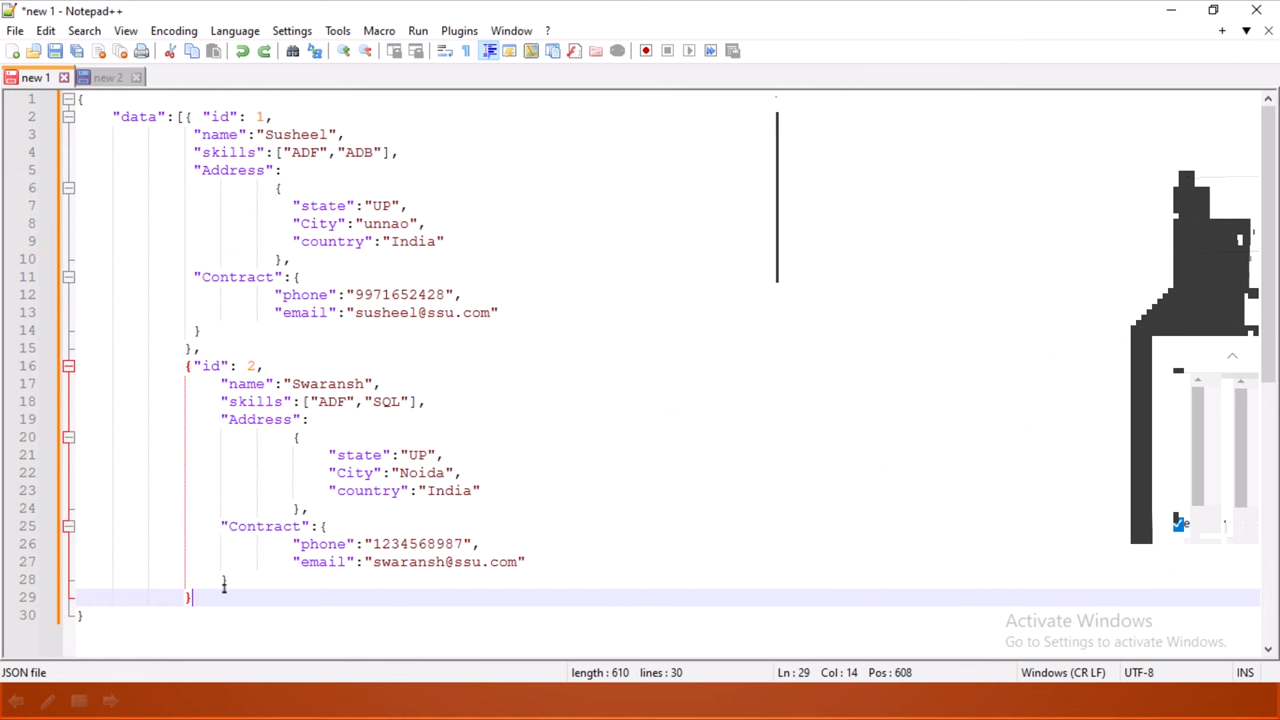 *new 1 - Notepad++
File Edit Search View Encoding Language Settings Tools Macro Run Plugins Window ?
new 1 new 2
1 {
2 "data":[{ "id": 1,
3 "name":"Susheel",
4 "skills":["ADF","ADB"],
5 "Address":
6 {
7 "state":"UP",
8 "City":"unnao",
9 "country":"India"
10 },
11 "Contract":{
12 "phone":"9971652428",
13 "email":"susheel@ssu.com"
14 }
15 },
16 {"id": 2,
17 "name":"Swaransh",
18 "skills":["ADF","SQL"],
19 "Address":
20 {
21 "state":"UP",
22 "City":"Noida",
23 "country":"India"
24 },
25 "Contract":{
26 "phone":"1234568987",
27 "email":"swaransh@ssu.com"
28 }
29 }
30 }
Activate Windows
Go to Settings to activate Windows.
JSON file length : 610 lines : 30 Ln : 29 Col : 14 Pos : 608 Windows (CR LF) UTF-8 INS